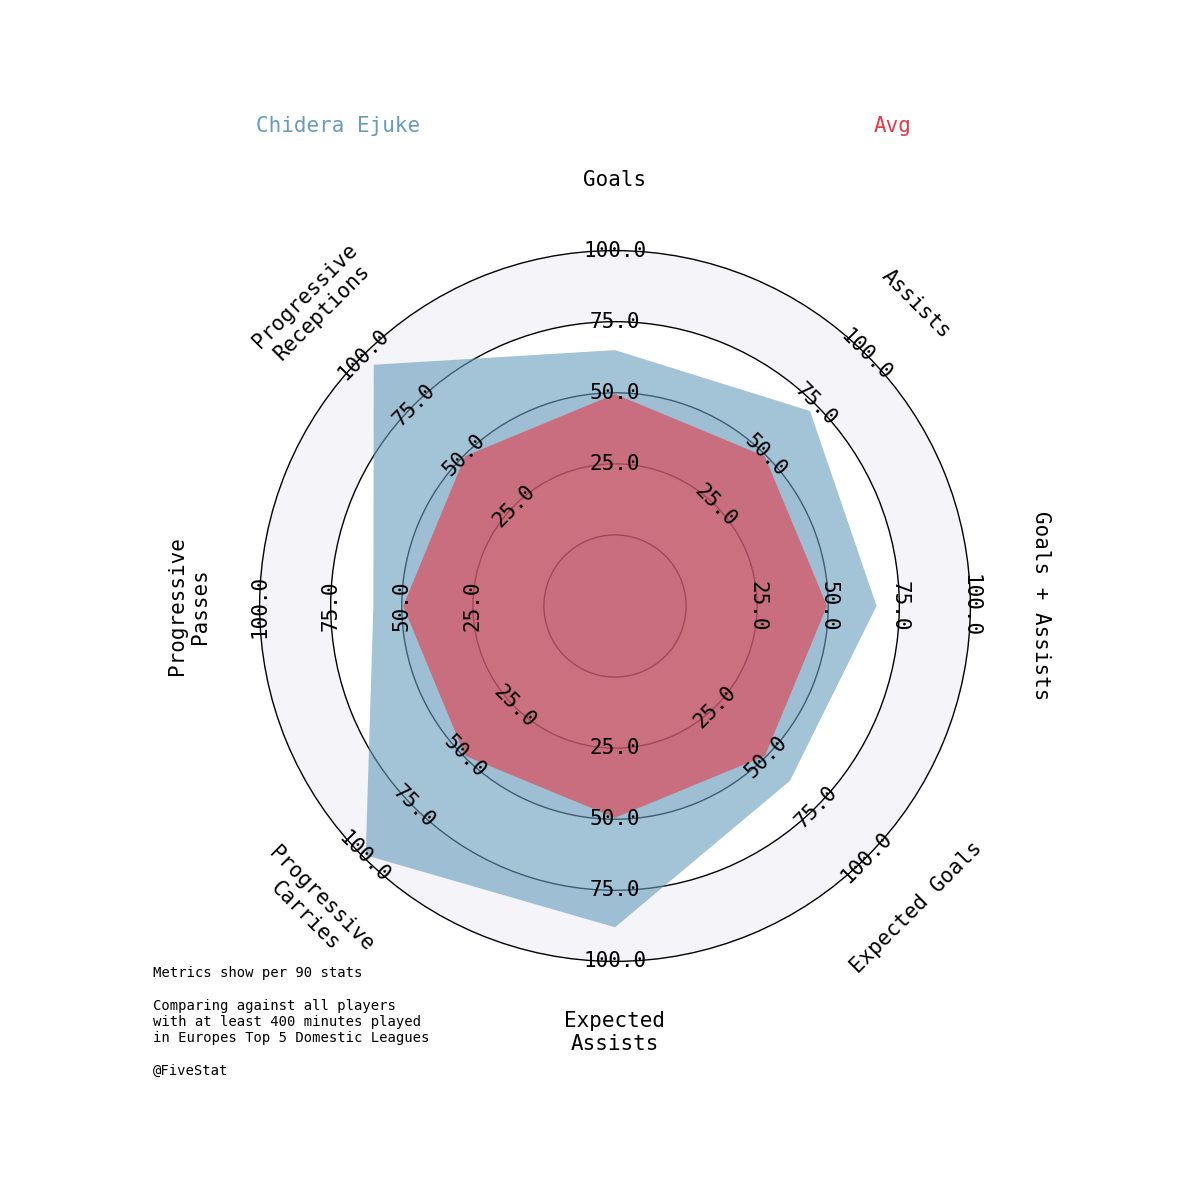 Chidera Ejuke
Avg
Goals
Assists
Goals + Assists
Expected Goals
Expected
Assists
Progressive
Carries
Progressive
Passes
Progressive
Receptions
25.0
50.0
75.0
100.0
25.0
50.0
75.0
100.0
25.0
50.0
75.0
100.0
25.0
50.0
75.0
100.0
25.0
50.0
75.0
100.0
25.0
50.0
75.0
100.0
25.0
50.0
75.0
100.0
25.0
50.0
75.0
100.0
Metrics show per 90 stats
Comparing against all players
with at least 400 minutes played
in Europes Top 5 Domestic Leagues
@FiveStat